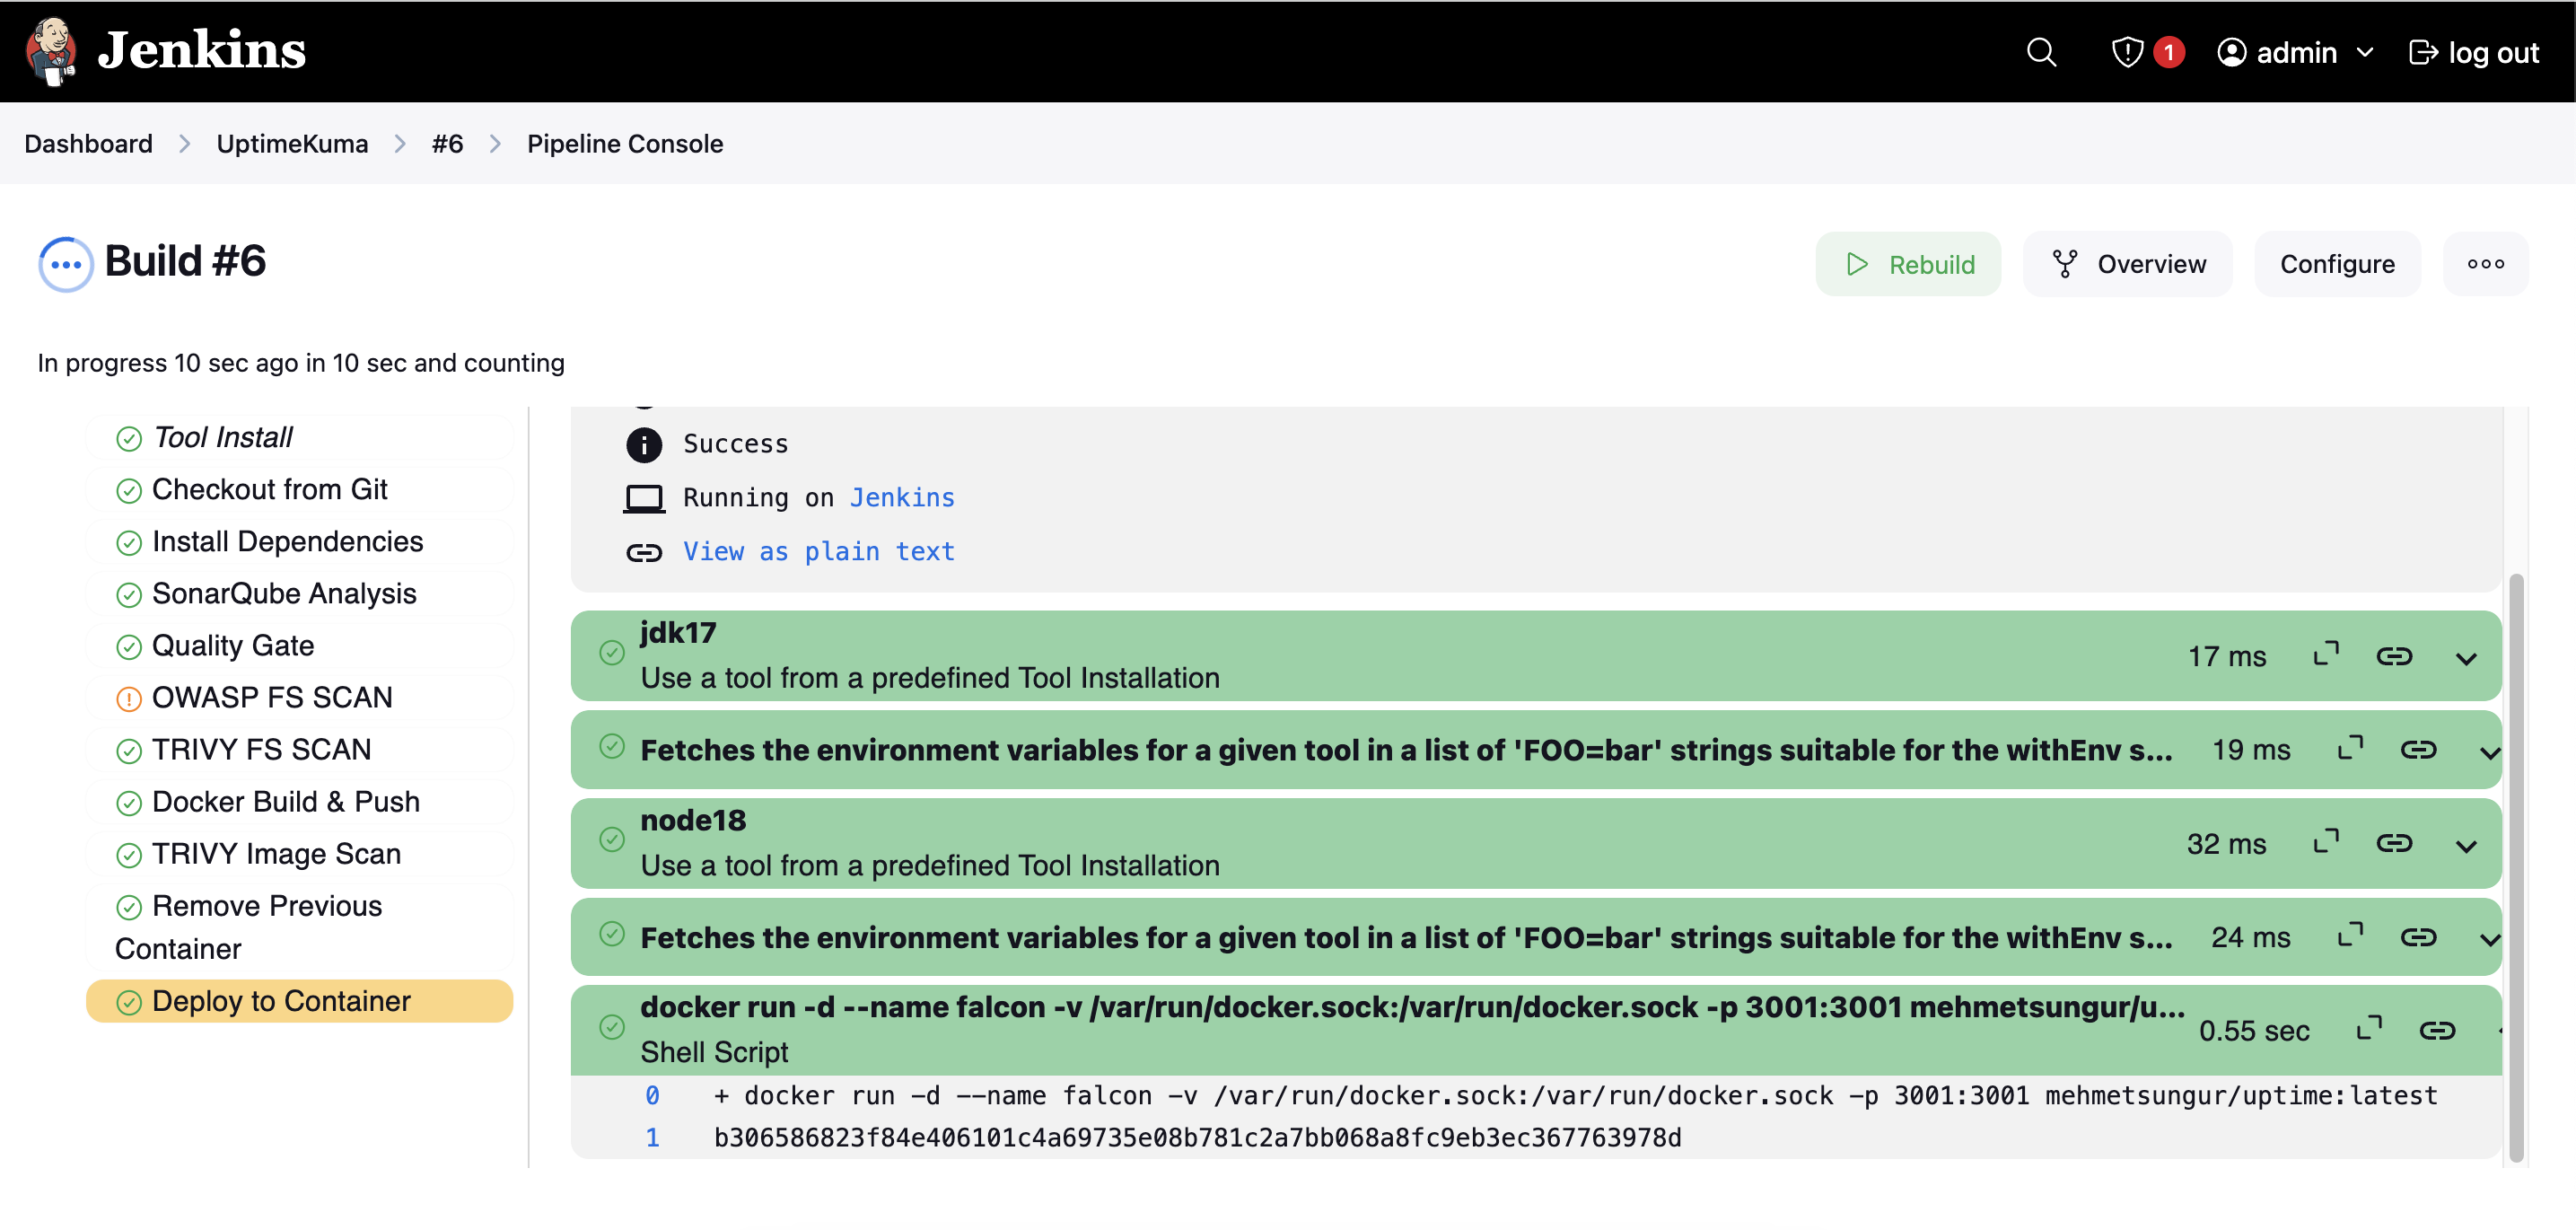 Jenkins
1
admin
log out
Dashboard
UptimeKuma
#6
Pipeline Console
Build #6
Rebuild
Overview
Configure
In progress 10 sec ago in 10 sec and counting
Tool Install
Checkout from Git
Install Dependencies
SonarQube Analysis
Quality Gate
OWASP FS SCAN
TRIVY FS SCAN
Docker Build & Push
TRIVY Image Scan
Remove Previous
Container
Deploy to Container
Success
Running on Jenkins
View as plain text
jdk17
Use a tool from a predefined Tool Installation
17 ms
Fetches the environment variables for a given tool in a list of 'FOO=bar' strings suitable for the withEnv s...
19 ms
node18
Use a tool from a predefined Tool Installation
32 ms
Fetches the environment variables for a given tool in a list of 'FOO=bar' strings suitable for the withEnv s...
24 ms
docker run -d --name falcon -v /var/run/docker.sock:/var/run/docker.sock -p 3001:3001 mehmetsungur/u...
Shell Script
0.55 sec
0 + docker run -d --name falcon -v /var/run/docker.sock:/var/run/docker.sock -p 3001:3001 mehmetsungur/uptime:latest
1 b306586823f84e406101c4a69735e08b781c2a7bb068a8fc9eb3ec367763978d